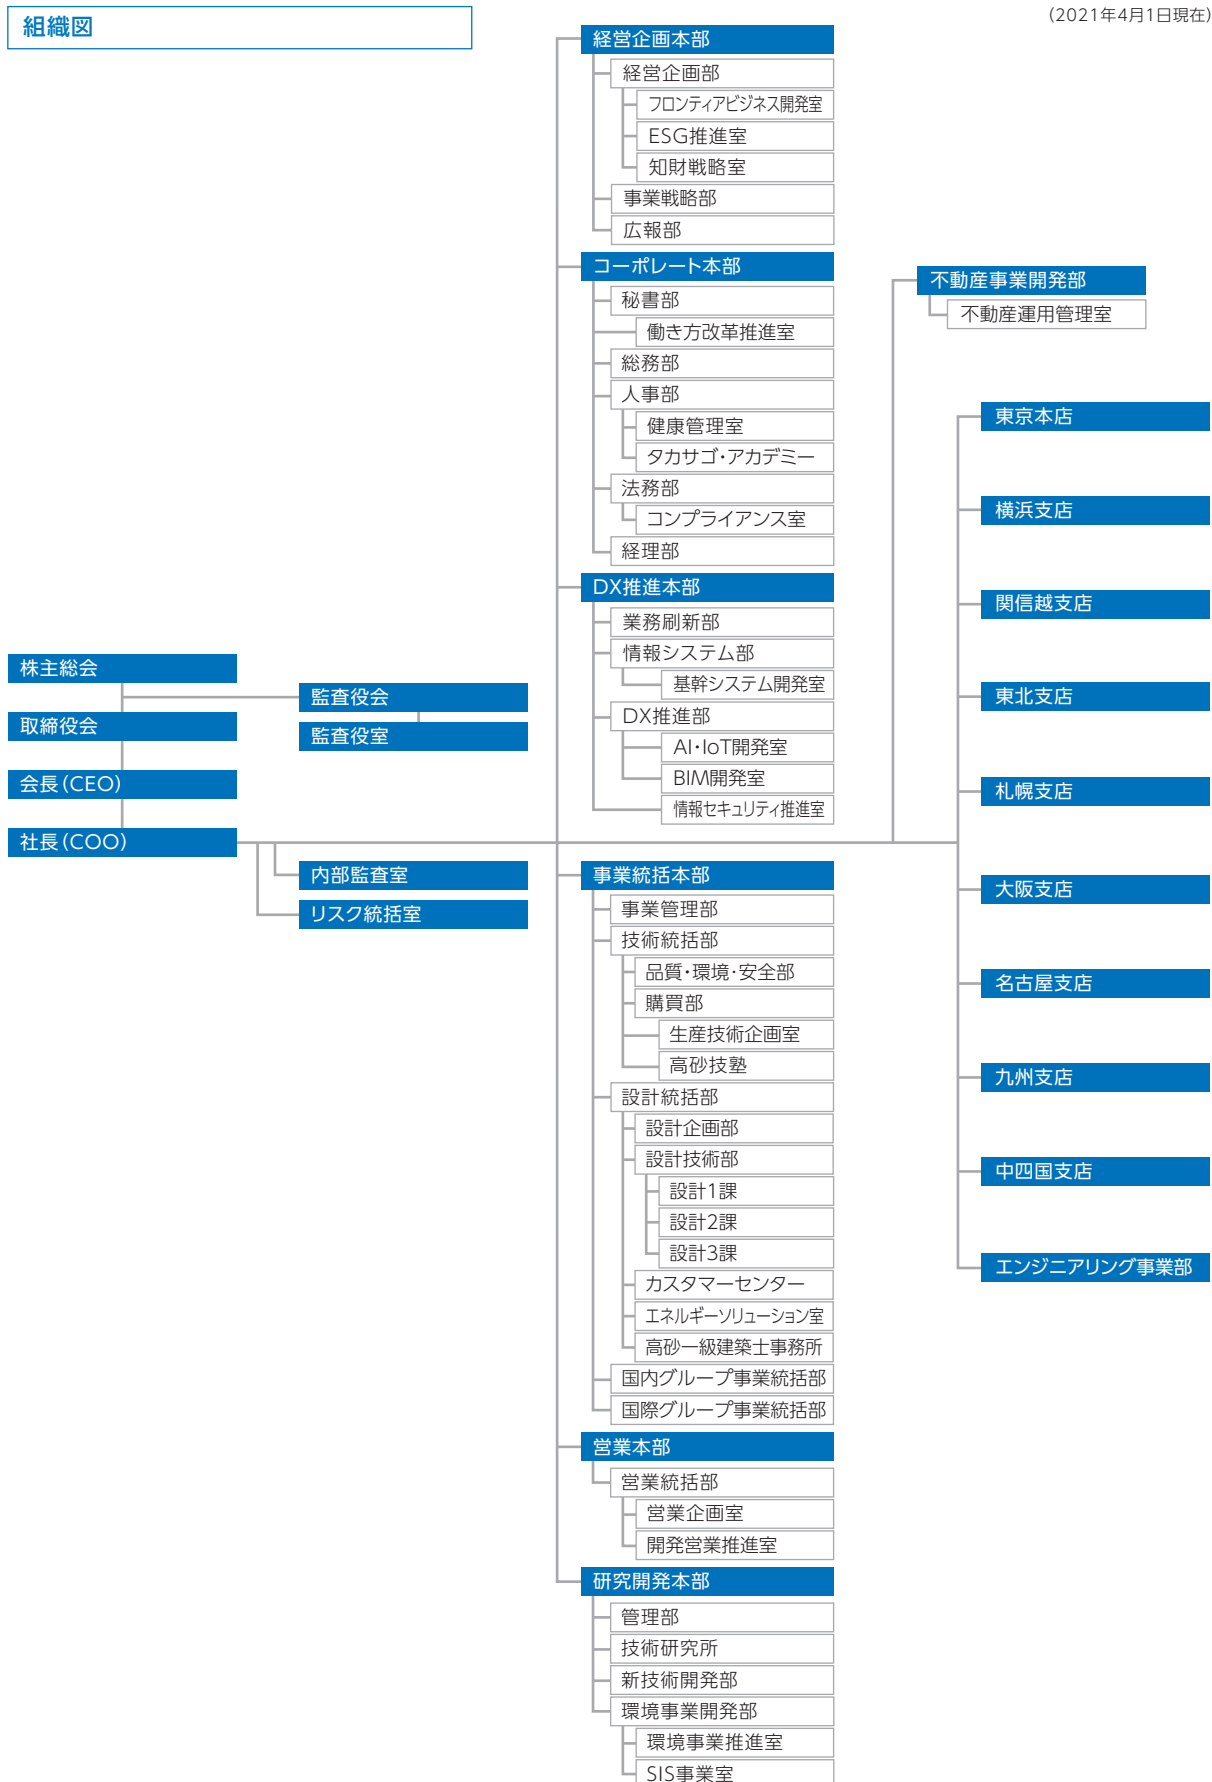 組織図
(2021年4月1日現在)
株主総会
監査役会
取締役会
監査役室
会長(CEO)
社長(COO)
内部監査室
リスク統括室
経営企画本部
経営企画部
フロンティアビジネス開発室
ESG推進室
知財戦略室
事業戦略部
広報部
コーポレート本部
秘書部
働き方改革推進室
総務部
人事部
健康管理室
タカサゴ・アカデミー
法務部
コンプライアンス室
経理部
DX推進本部
業務刷新部
情報システム部
基幹システム開発室
DX推進部
AI・IoT開発室
BIM開発室
情報セキュリティ推進室
事業統括本部
事業管理部
技術統括部
品質・環境・安全部
購買部
生産技術企画室
高砂技塾
設計統括部
設計企画部
設計技術部
設計1課
設計2課
設計3課
カスタマーセンター
エネルギーソリューション室
高砂一級建築士事務所
国内グループ事業統括部
国際グループ事業統括部
営業本部
営業統括部
営業企画室
開発営業推進室
研究開発本部
管理部
技術研究所
新技術開発部
環境事業開発部
環境事業推進室
SIS事業室
不動産事業開発部
不動産運用管理室
東京本店
横浜支店
関信越支店
東北支店
札幌支店
大阪支店
名古屋支店
九州支店
中四国支店
エンジニアリング事業部